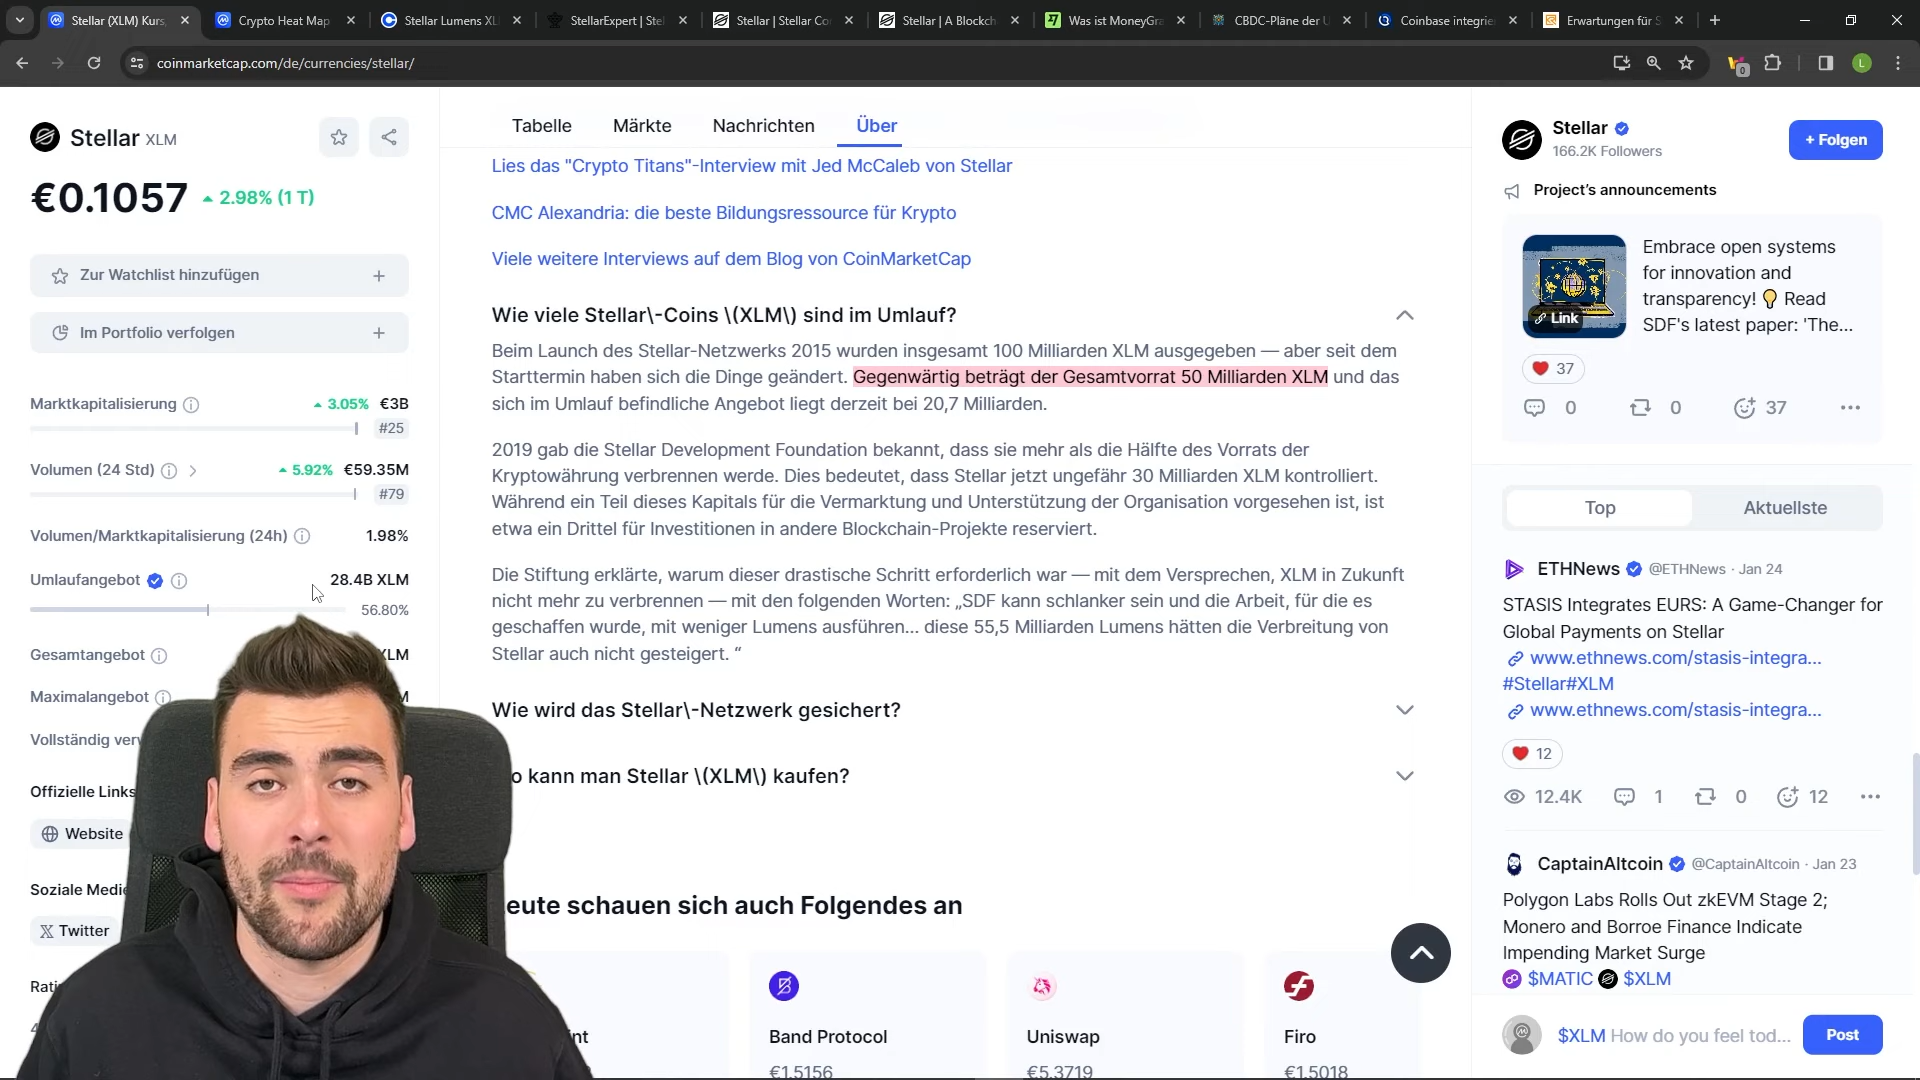 Stellar (XLM) Kurs,
Crypto Heat Map
Stellar Lumens XL
StellarExpert | Stel
Stellar | Stellar Co
Stellar | A Blockch
Was ist MoneyGra
CBDC-Pläne der U
Coinbase integrie
Erwartungen für S
coinmarketcap.com/de/currencies/stellar/
0
L
Stellar XLM
€0.1057
2.98% (1 T)
Zur Watchlist hinzufügen
Im Portfolio verfolgen
Marktkapitalisierung
3.05% €3B
#25
Volumen (24 Std)
5.92% €59.35M
#79
Volumen/Marktkapitalisierung (24h)
1.98%
Umlaufangebot
28.4B XLM
56.80%
Gesamtangebot
XLM
Maximalangebot
M
Vollständig ver
Offizielle Links
Website
Soziale Medie
Twitter
Rati
Tabelle
Märkte
Nachrichten
Über
Lies das "Crypto Titans"-Interview mit Jed McCaleb von Stellar
CMC Alexandria: die beste Bildungsressource für Krypto
Viele weitere Interviews auf dem Blog von CoinMarketCap
Wie viele Stellar\-Coins \(XLM\) sind im Umlauf?
Beim Launch des Stellar-Netzwerks 2015 wurden insgesamt 100 Milliarden XLM ausgegeben — aber seit dem
Starttermin haben sich die Dinge geändert. Gegenwärtig beträgt der Gesamtvorrat 50 Milliarden XLM und das
sich im Umlauf befindliche Angebot liegt derzeit bei 20,7 Milliarden.
2019 gab die Stellar Development Foundation bekannt, dass sie mehr als die Hälfte des Vorrats der
Kryptowährung verbrennen werde. Dies bedeutet, dass Stellar jetzt ungefähr 30 Milliarden XLM kontrolliert.
Während ein Teil dieses Kapitals für die Vermarktung und Unterstützung der Organisation vorgesehen ist, ist
etwa ein Drittel für Investitionen in andere Blockchain-Projekte reserviert.
Die Stiftung erklärte, warum dieser drastische Schritt erforderlich war — mit dem Versprechen, XLM in Zukunft
nicht mehr zu verbrennen — mit den folgenden Worten: „SDF kann schlanker sein und die Arbeit, für die es
geschaffen wurde, mit weniger Lumens ausführen... diese 55,5 Milliarden Lumens hätten die Verbreitung von
Stellar auch nicht gesteigert. “
Wie wird das Stellar\-Netzwerk gesichert?
o kann man Stellar \(XLM\) kaufen?
eute schauen sich auch Folgendes an
nt
Band Protocol
€1.5156
Uniswap
€5.3719
Firo
€1.5018
Stellar
166.2K Followers
+ Folgen
Project's announcements
Link
Embrace open systems
for innovation and
transparency! 💡 Read
SDF's latest paper: 'The...
37
0
0
37
Top
Aktuellste
ETHNews @ETHNews · Jan 24
STASIS Integrates EURS: A Game-Changer for
Global Payments on Stellar
www.ethnews.com/stasis-integra...
#Stellar#XLM
www.ethnews.com/stasis-integra...
12
12.4K
1
0
12
CaptainAltcoin @CaptainAltcoin · Jan 23
Polygon Labs Rolls Out zkEVM Stage 2;
Monero and Borroe Finance Indicate
Impending Market Surge
$MATIC $XLM
$XLM How do you feel tod...
Post